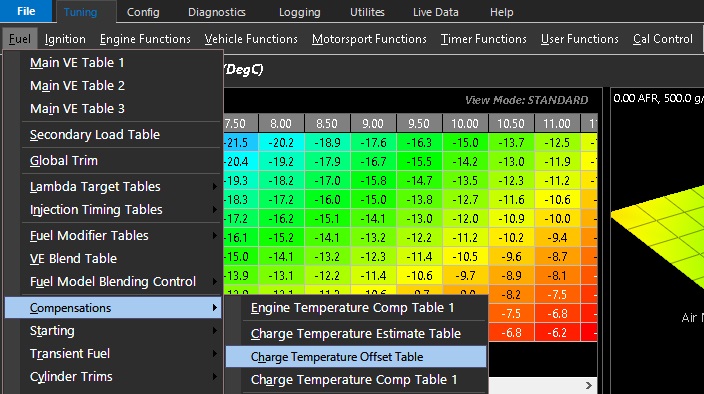 File Tuning Config Diagnostics Logging Utilites Live Data Help
Fuel Ignition Engine Functions Vehicle Functions Motorsport Functions Timer Functions User Functions Cal Control
Main VE Table 1
(DegC)
Main VE Table 2
0.00 AFR, 500.0 g/
View Mode: STANDARD
Main VE Table 3
7.50 8.00 8.50 9.00 9.50 10.00 10.50 11.00
Secondary Load Table
-21.5 -20.2 -18.9 -17.6 -16.3 -15.0 -13.7 -12.5
Global Trim
-20.4 -19.2 -17.9 -16.7 -15.5 -14.2 -13.0 -11.9
-19.3 -18.2 -17.0 -15.8 -14.7 -13.5 -12.3 -11.2
Lambda Target Tables
-18.3 -17.2 -16.0 -15.0 -13.8 -12.7 -11.6 -10.6
Injection Timing Tables
-17.2 -16.2 -15.1 -14.1 -13.0 -12.0 -10.9 -10.0
Fuel Modifier Tables
-16.1 -15.2 -14.1 -13.2 -12.2 -11.2 -10.2 -9.4
VE Blend Table
-15.0 -14.2 -13.2 -12.3 -11.4 -10.5 -9.6 -8.7
Fuel Model Blending Control
-13.9 -13.1 -12.2 -11.4 -10.6 -9.7 -8.9 -8.1
-8.2 -7.5
Compensations
Engine Temperature Comp Table 1
-7.5 -6.8
Air
Starting
Charge Temperature Estimate Table
-6.8 -6.2
Transient Fuel
Charge Temperature Offset Table
Cylinder Trims
Charge Temperature Comp Table 1